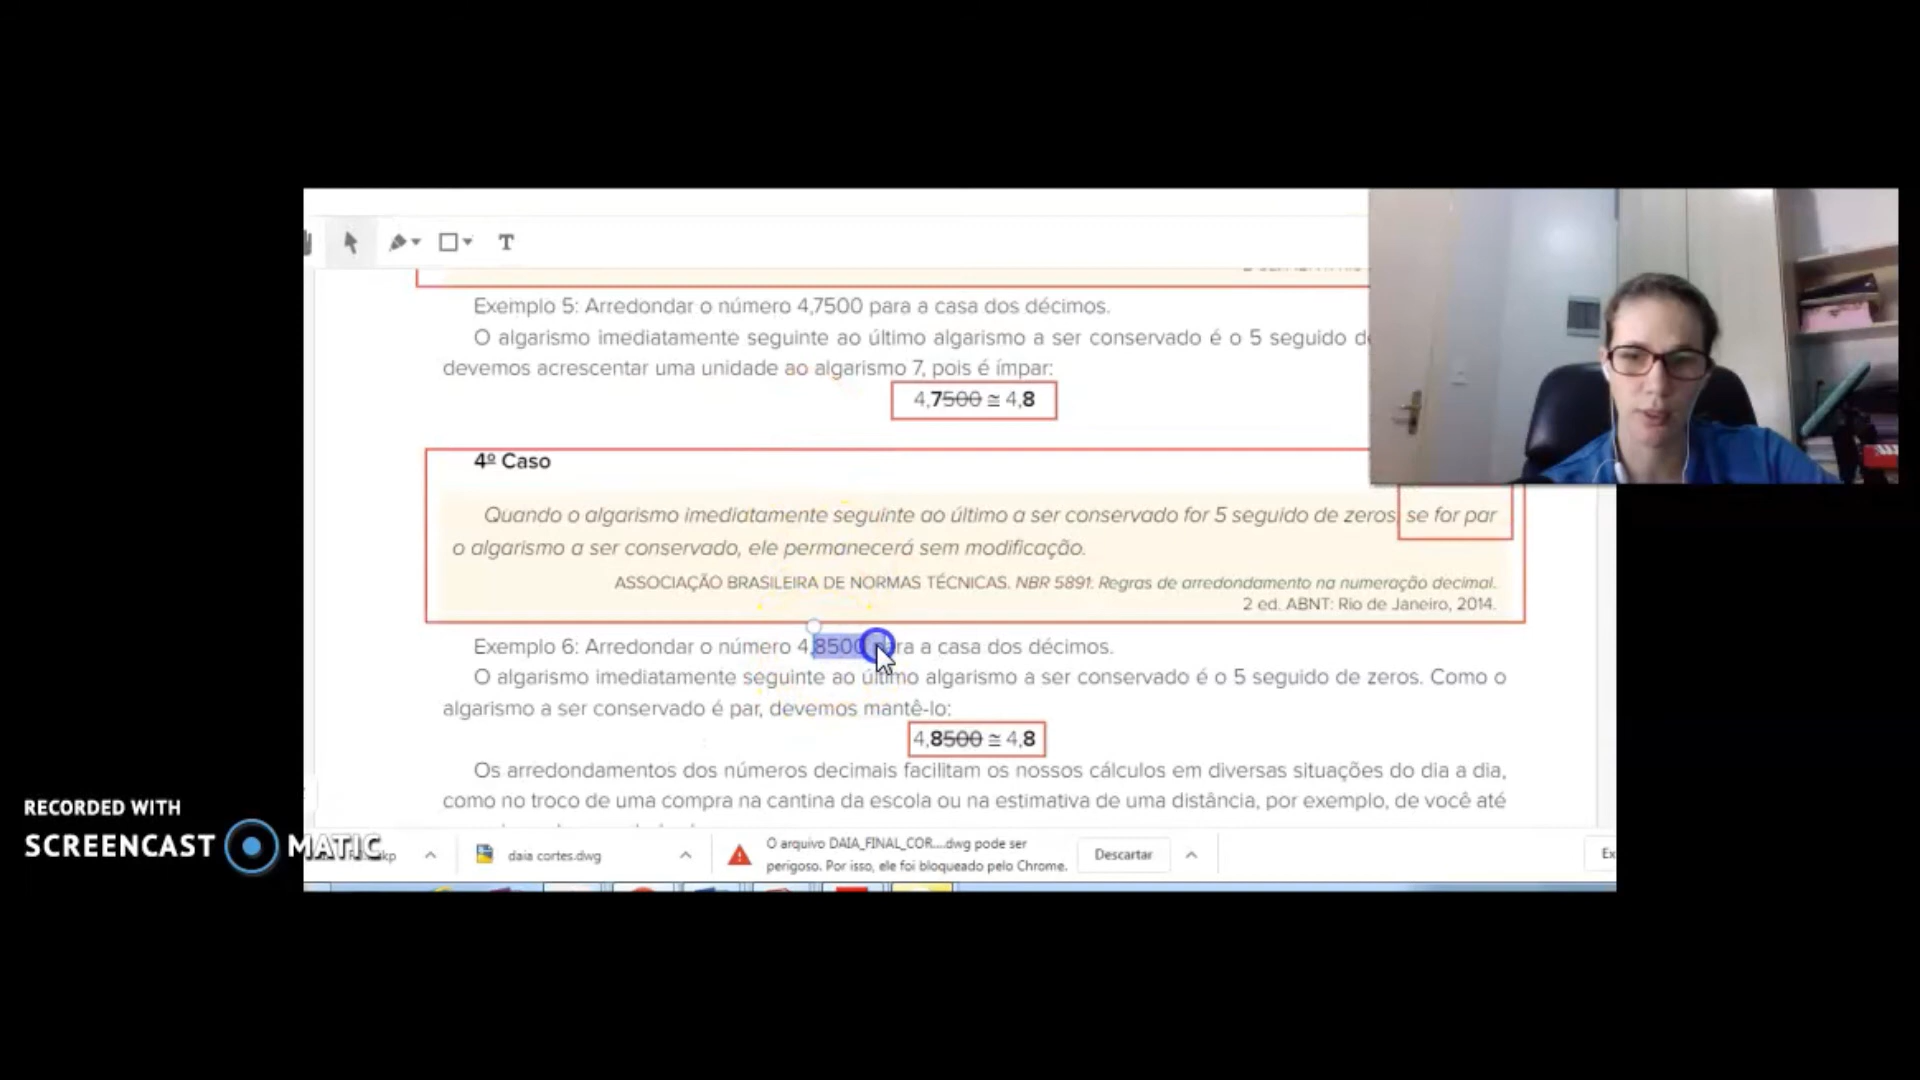 T
Exemplo 5: Arredondar o número 4,7500 para a casa dos décimos.
O algarismo imediatamente seguinte ao último algarismo a ser conservado é o 5 seguido
devemos acrescentar uma unidade ao algarismo 7, pois é ímpar:
4,7500 ≅ 4,8
4º Caso
Quando o algarismo imediatamente seguinte ao último a ser conservado for 5 seguido de zeros, se for par
o algarismo a ser conservado, ele permanecerá sem modificação.
ASSOCIAÇÃO BRASILEIRA DE NORMAS TÉCNICAS. NBR 5891: Regras de arredondamento na numeração decimal.
2 ed. ABNT: Rio de Janeiro, 2014.
Exemplo 6: Arredondar o número 4,8500 para a casa dos décimos.
O algarismo imediatamente seguinte ao último algarismo a ser conservado é o 5 seguido de zeros. Como o
algarismo a ser conservado é par, devemos mantê-lo:
4,8500 ≅ 4,8
Os arredondamentos dos números decimais facilitam os nossos cálculos em diversas situações do dia a dia,
como no troco de uma compra na cantina da escola ou na estimativa de uma distância, por exemplo, de você até
RECORDED WITH
SCREENCAST MATIC
daia cortes.dwg
O arquivo DAIA_FINAL_COR....dwg pode ser
perigoso. Por isso, ele foi bloqueado pelo Chrome.
Descartar